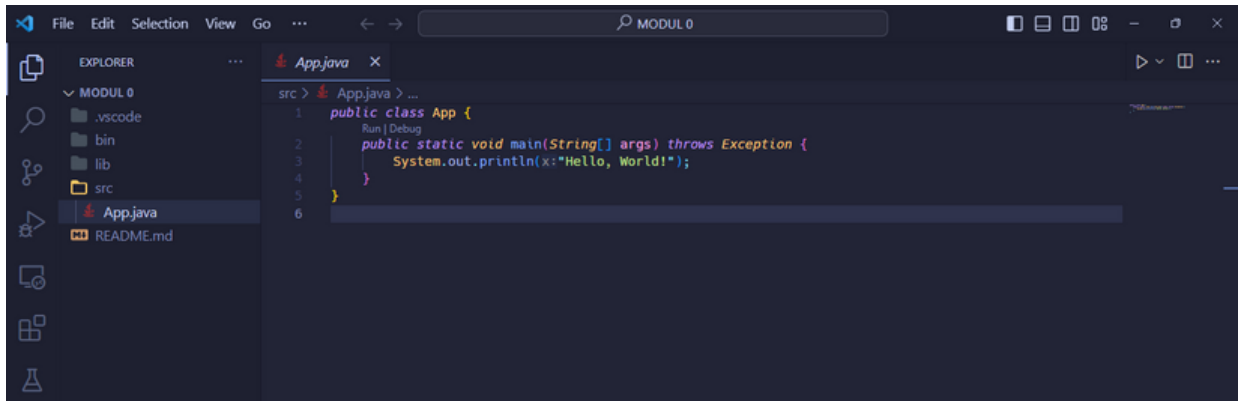 File Edit Selection View Go ... MODUL 0
EXPLORER ...
MODUL 0
.vscode
bin
lib
src
App.java
README.md
App.java
src > App.java > ...
1 public class App {
Run | Debug
2 public static void main(String[] args) throws Exception {
3 System.out.println(x:"Hello, World!");
4 }
5 }
6